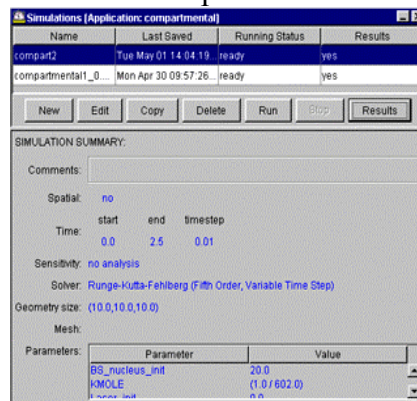 Simulations [Application: compartmental]
Name Last Saved Running Status Results
compart2 Tue May 01 14:04:19... ready yes
compartmental1_0.... Mon Apr 30 09:57:26... ready yes
New Edit Copy Delete Run Stop Results
SIMULATION SUMMARY:
Comments:
Spatial: no
start end timestep
Time:
0.0 2.5 0.01
Sensitivity: no analysis
Solver: Runge-Kutta-Fehlberg (Fifth Order, Variable Time Step)
Geometry size: (10.0,10.0,10.0)
Mesh:
Parameters:
Parameter Value
BS_nucleus_init 20.0
KMOLE (1.0 / 602.0)
Laser_init 0.0